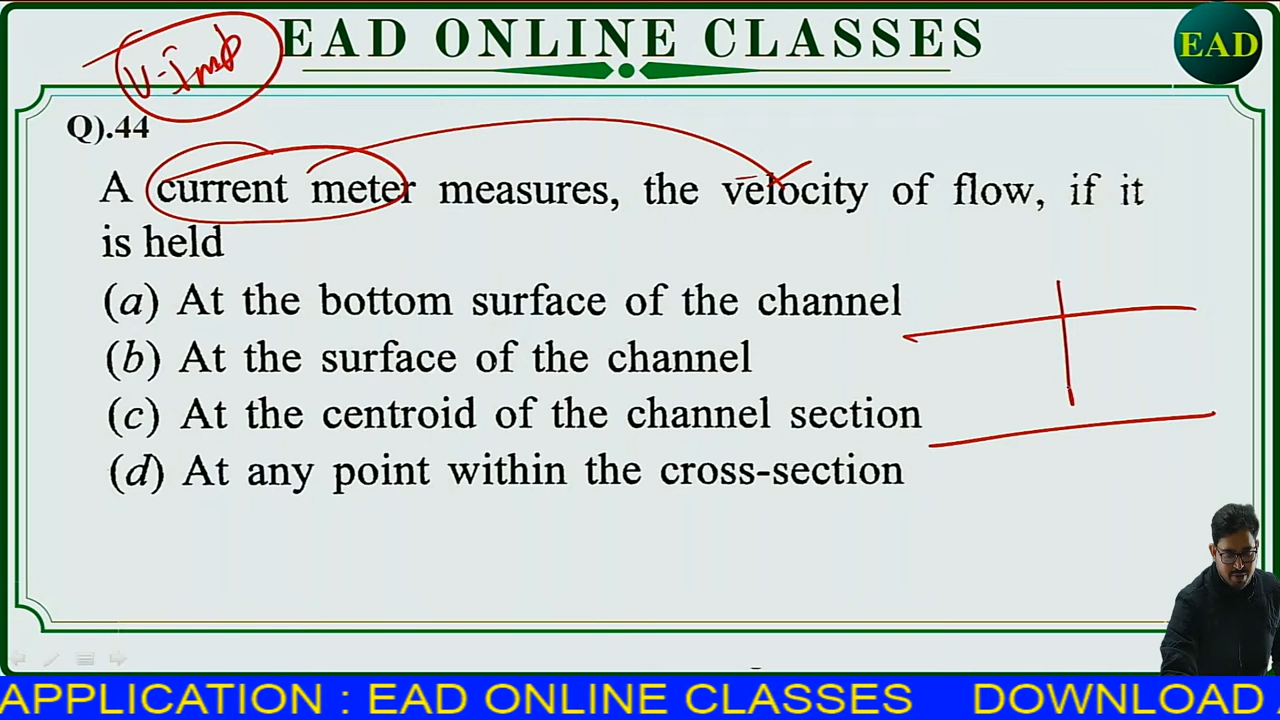 EAD ONLINE CLASSES
EAD
V-Imp
Q).44
A current meter measures, the velocity of flow, if it
is held
(a) At the bottom surface of the channel
(b) At the surface of the channel
(c) At the centroid of the channel section
(d) At any point within the cross-section
APPLICATION : EAD ONLINE CLASSES DOWNLOAD